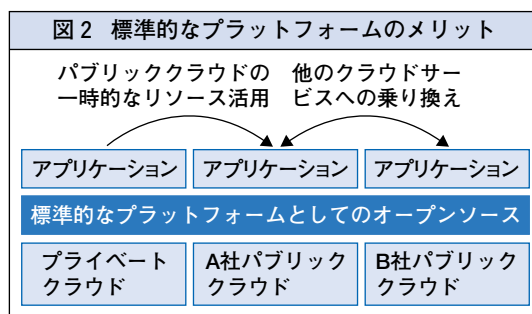 図2 標準的なプラットフォームのメリット
パブリッククラウドの
一時的なリソース活用
他のクラウドサー
ビスへの乗り換え
アプリケーション
アプリケーション
アプリケーション
標準的なプラットフォームとしてのオープンソース
プライベート
クラウド
A社パブリック
クラウド
B社パブリック
クラウド